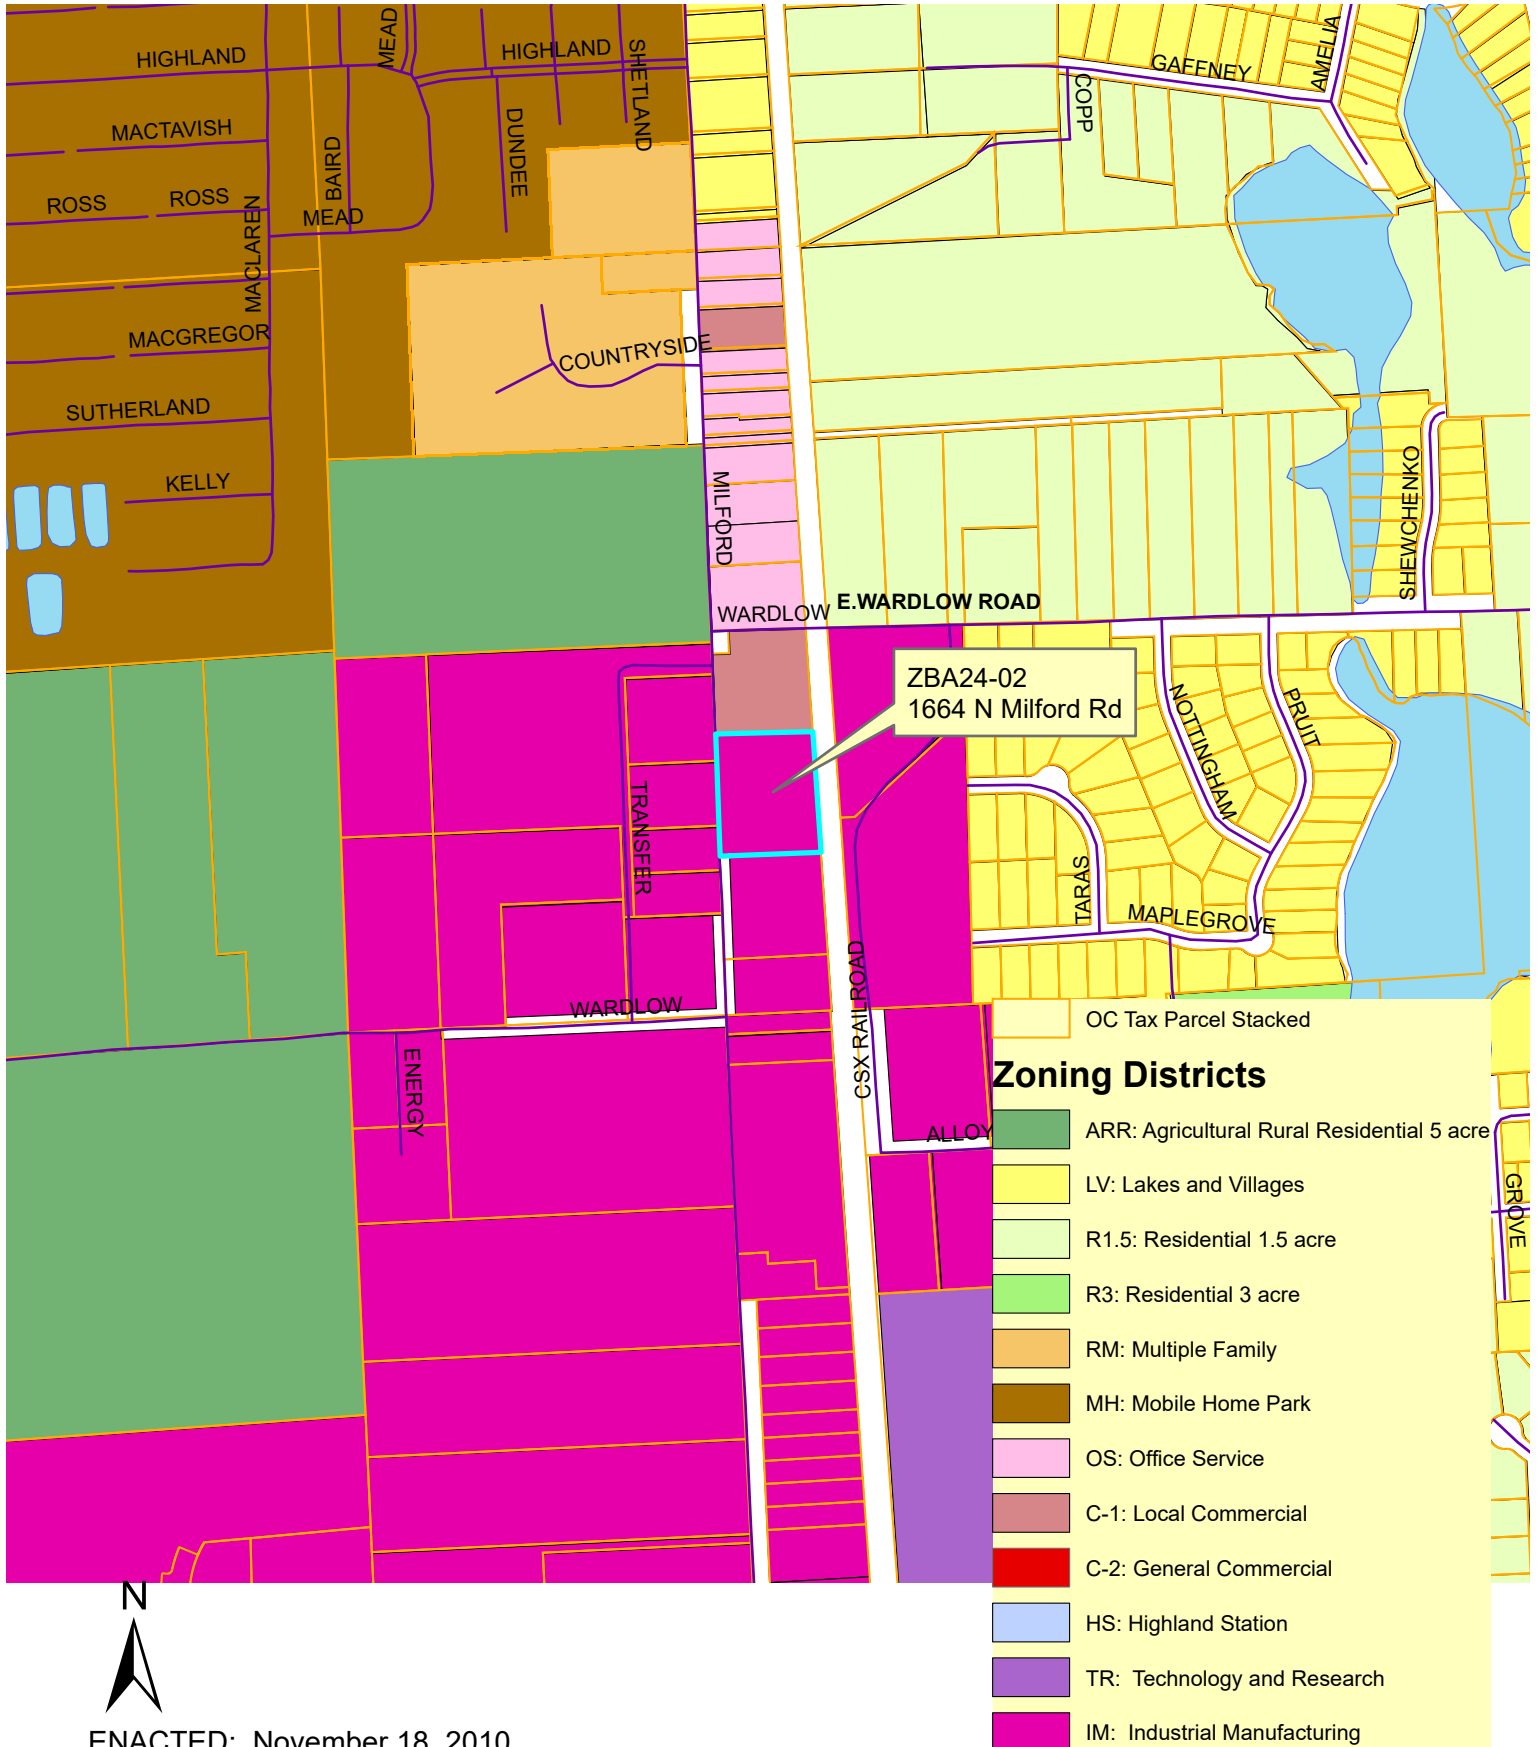 HIGHLAND
MEAD
HIGHLAND
SHETLAND
GAFFNEY
AMELIA
COPP
MACTAVISH
BAIRD
DUNDEE
ROSS
ROSS
MEAD
MACLAREN
MACGREGOR
COUNTRYSIDE
SUTHERLAND
KELLY
MILFORD
SHEWCHENKO
WARDLOW
E.WARDLOW ROAD
ZBA24-02
1664 N Milford Rd
NOTTINGHAM
PRUIT
TRANSFER
TARAS
MAPLEGROVE
WARDLOW
CSX RAILROAD
ENERGY
ALLOY
GROVE
OC Tax Parcel Stacked
Zoning Districts
ARR: Agricultural Rural Residential 5 acre
LV: Lakes and Villages
R1.5: Residential 1.5 acre
R3: Residential 3 acre
RM: Multiple Family
MH: Mobile Home Park
OS: Office Service
C-1: Local Commercial
C-2: General Commercial
HS: Highland Station
TR: Technology and Research
IM: Industrial Manufacturing
N
ENACTED: November 18, 2010